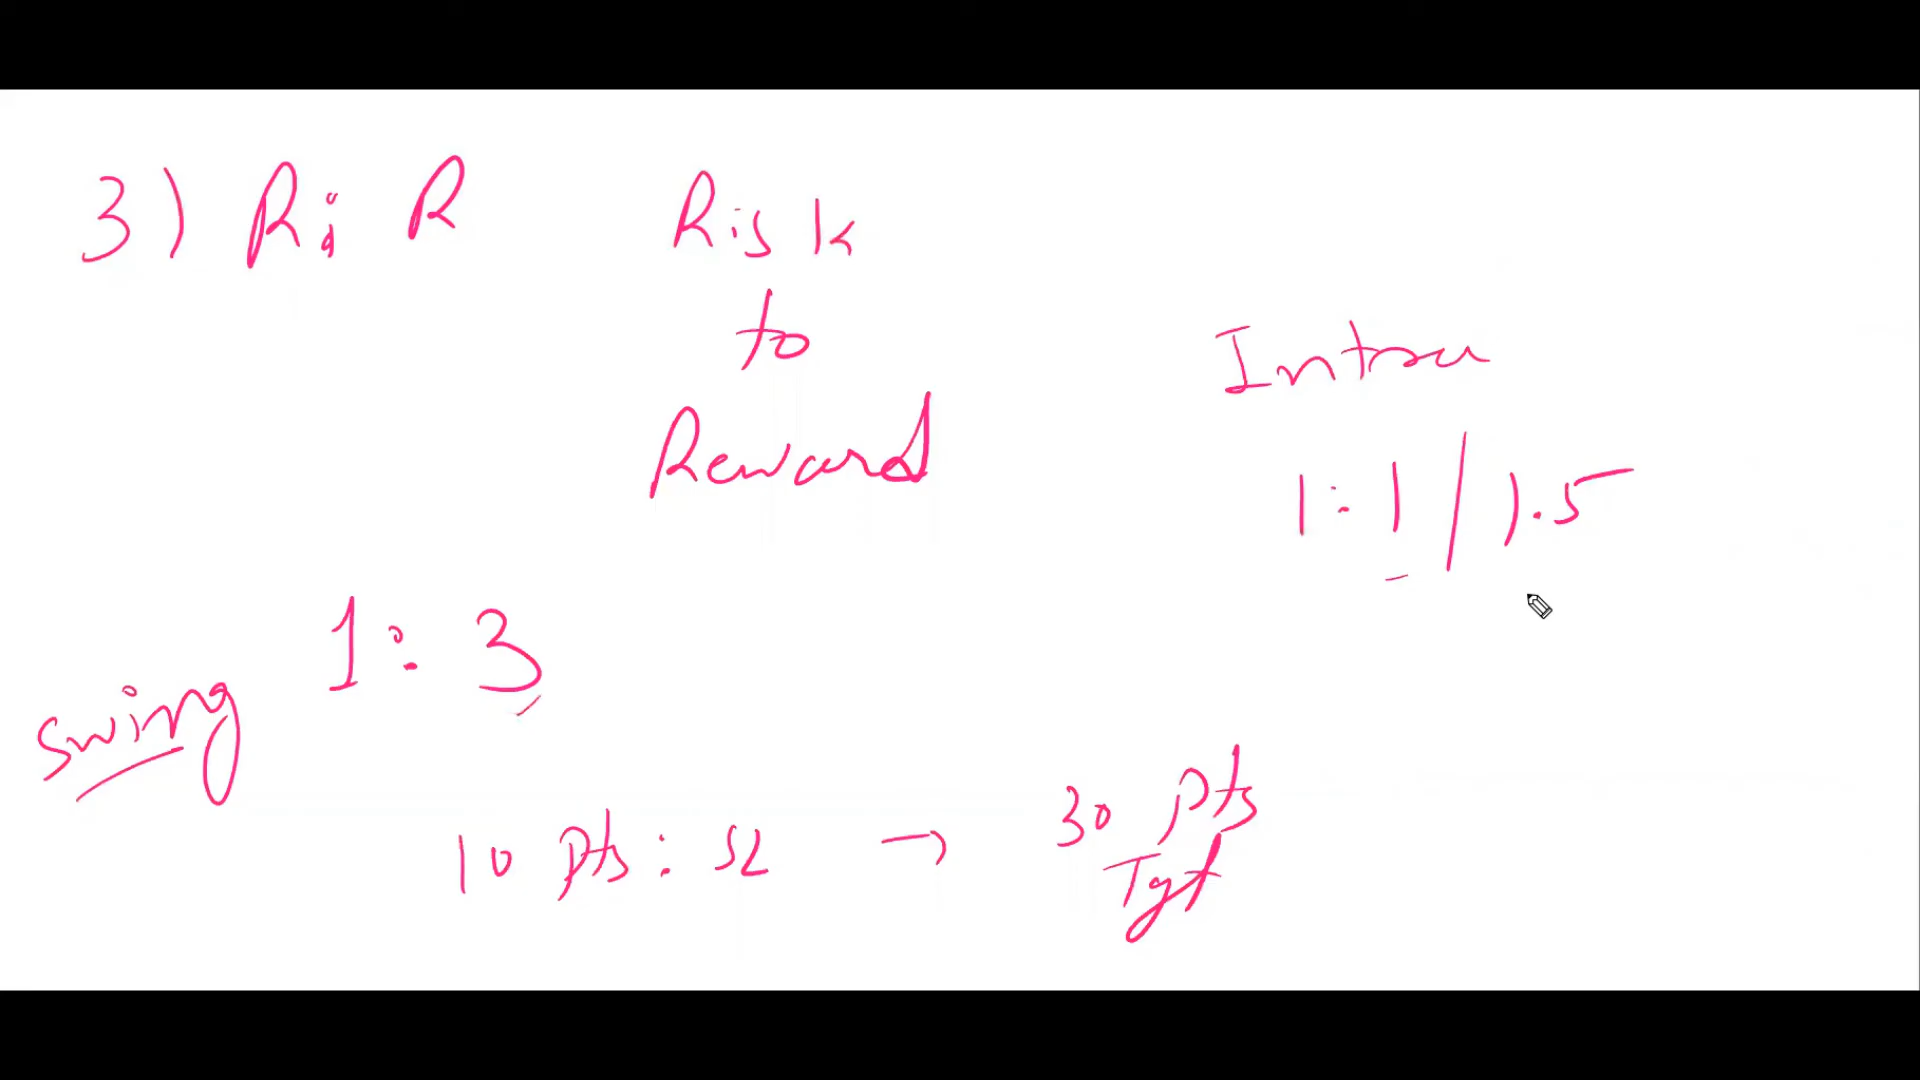 3) R: R
Risk
to
Reward
Intra
1:1 / 1.5
1:3
Swing
10 pts: SL → 30 pts
Tgt